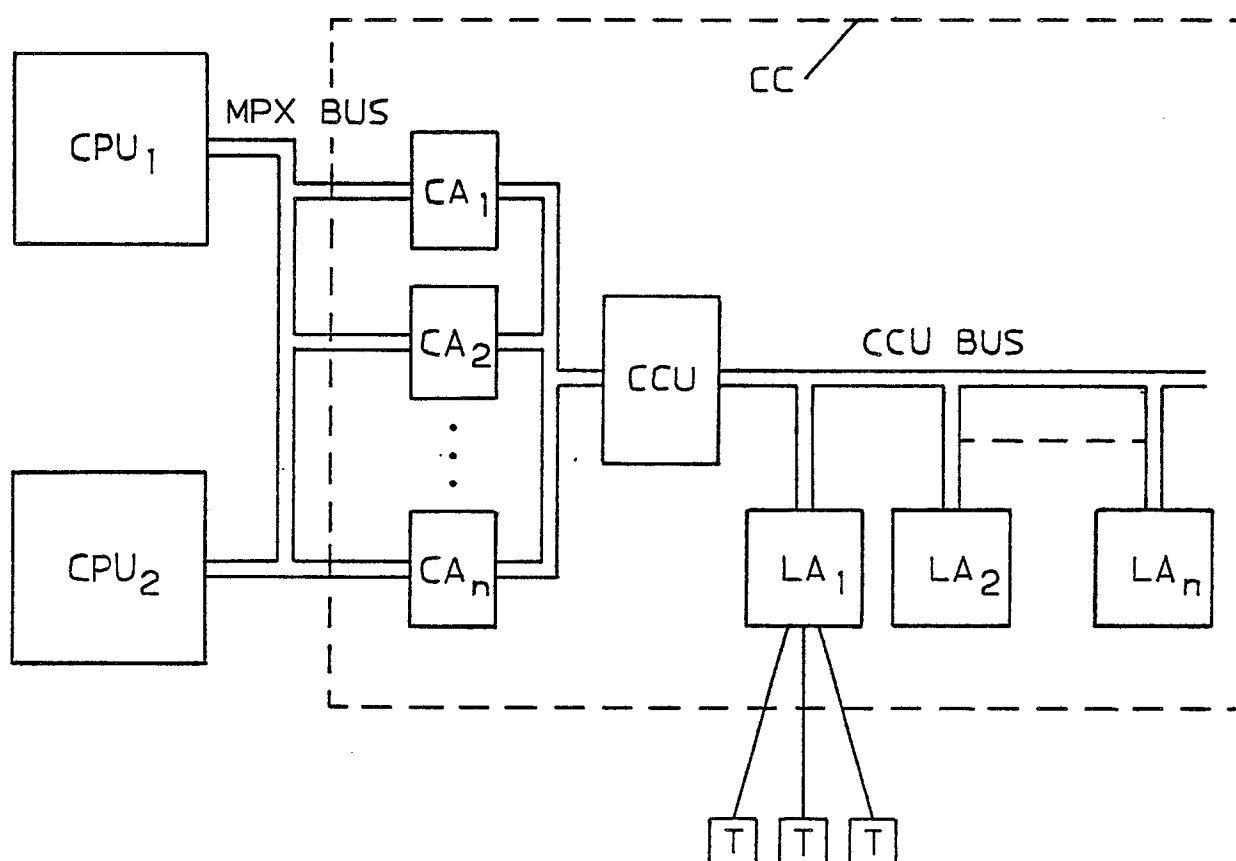 CC
MPX BUS
CPU₁
CA₁
CA₂
CCU
CCU BUS
CPU₂
CAₙ
LA₁
LA₂
LAₙ
T T T